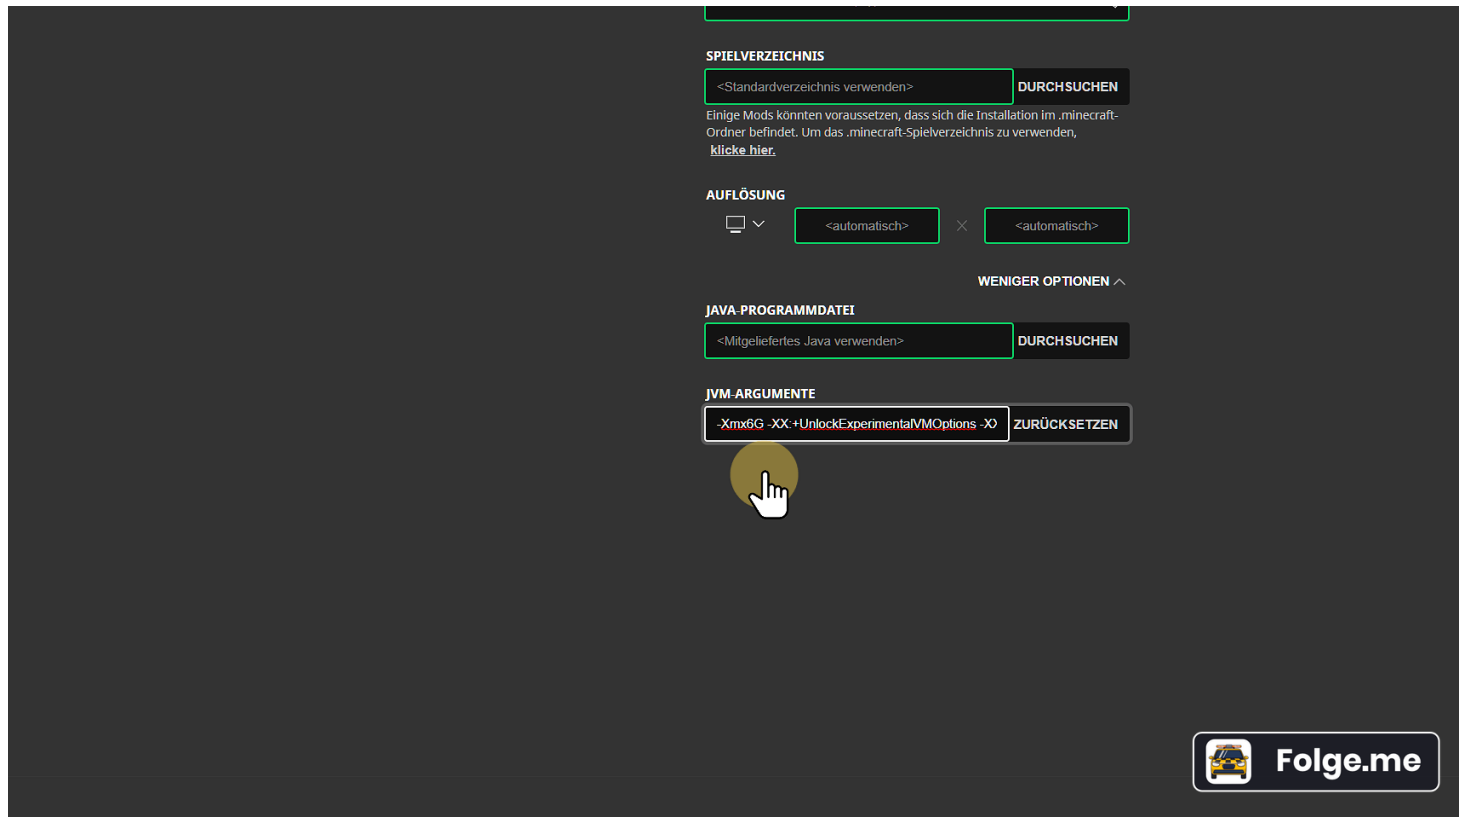 SPIELVERZEICHNIS
<Standardverzeichnis verwenden>
DURCHSUCHEN
Einige Mods könnten voraussetzen, dass sich die Installation im .minecraft-
Ordner befindet. Um das .minecraft-Spielverzeichnis zu verwenden,
klicke hier.
AUFLÖSUNG
<automatisch>
<automatisch>
WENIGER OPTIONEN
JAVA-PROGRAMMDATEI
<Mitgeliefertes Java verwenden>
DURCHSUCHEN
JVM-ARGUMENTE
-Xmx6G -XX:+UnlockExperimentalVMOptions -XX
ZURÜCKSETZEN
Folge.me